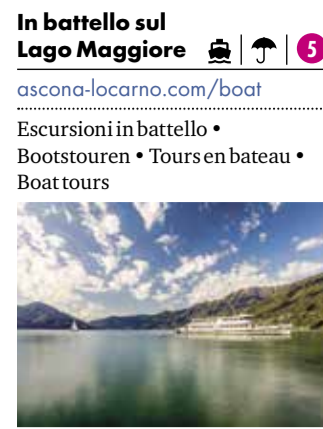 In battello sul
Lago Maggiore 5
ascona-locarno.com/boat
Escursioni in battello •
Bootstouren • Tours en bateau •
Boat tours